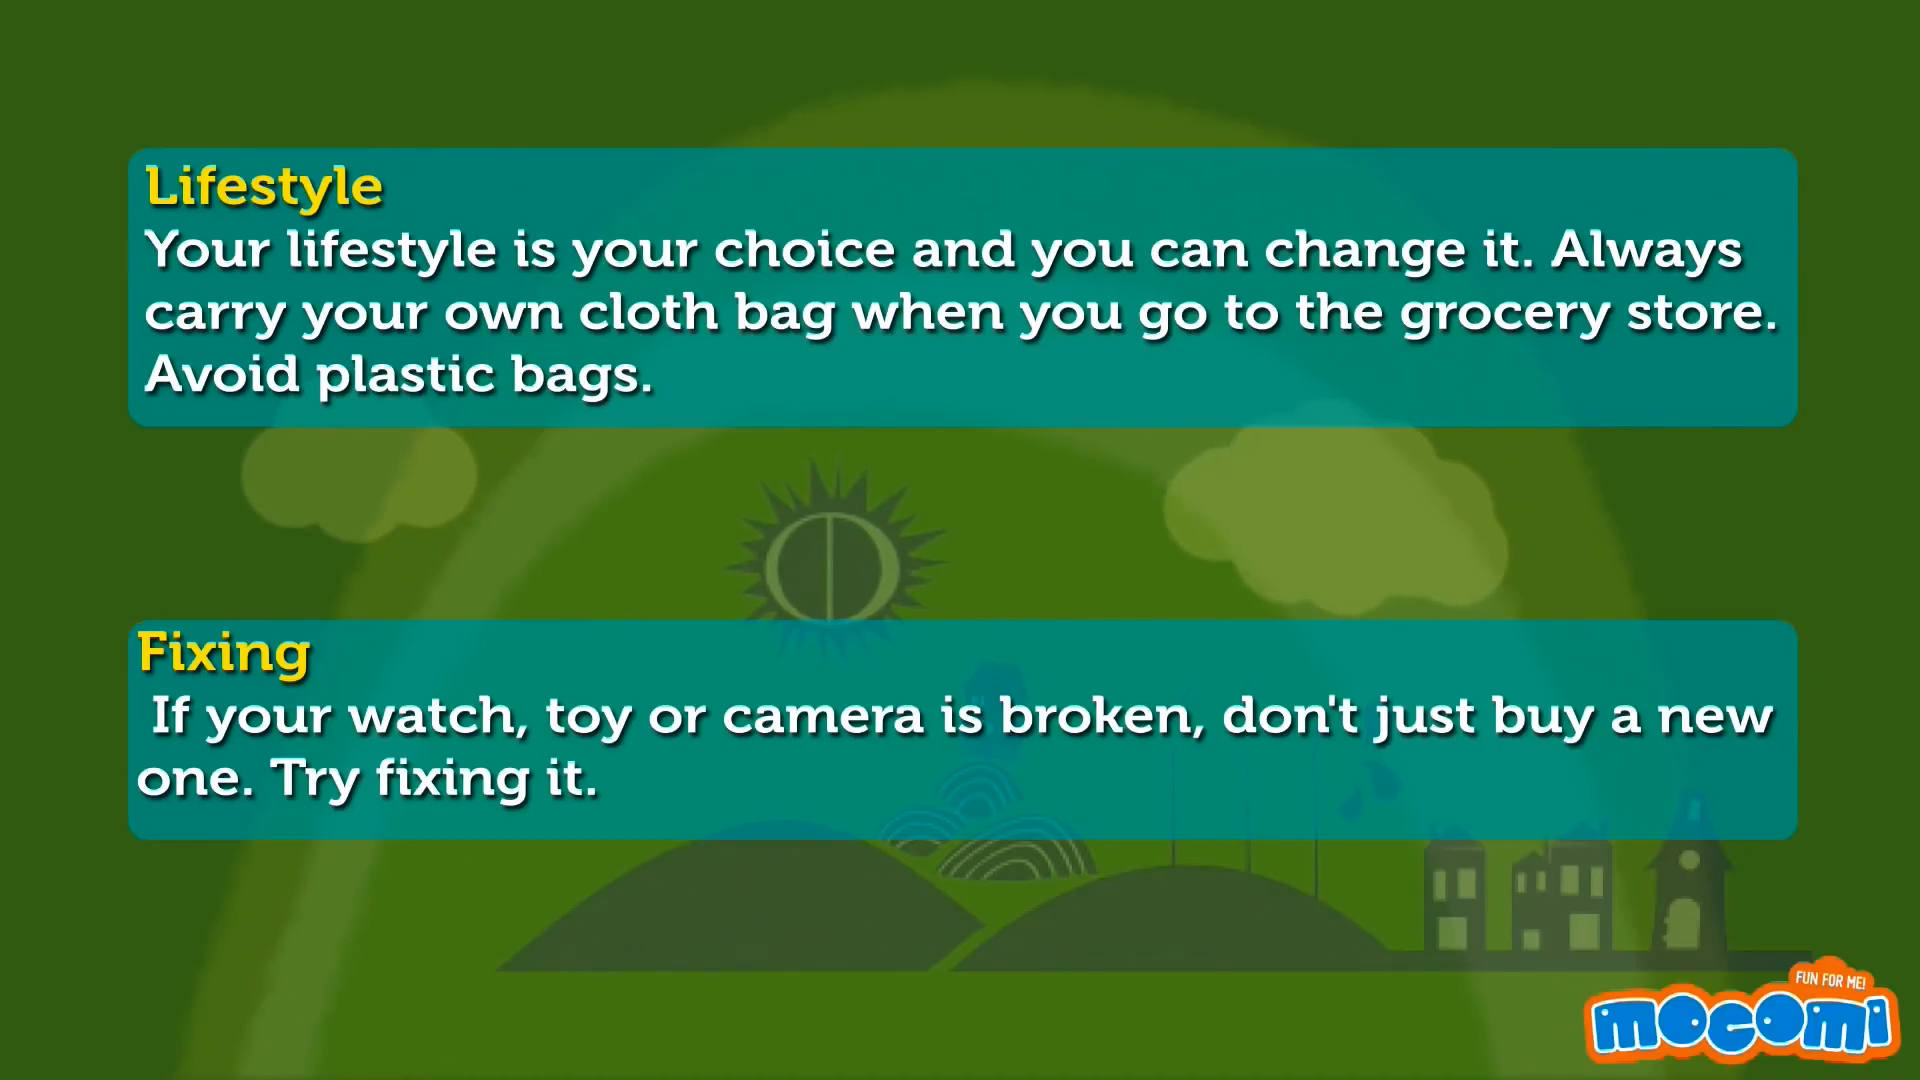 Lifestyle
Your lifestyle is your choice and you can change it. Always
carry your own cloth bag when you go to the grocery store.
Avoid plastic bags.
Fixing
If your watch, toy or camera is broken, don't just buy a new
one. Try fixing it.
FUN FOR ME!
mocomi